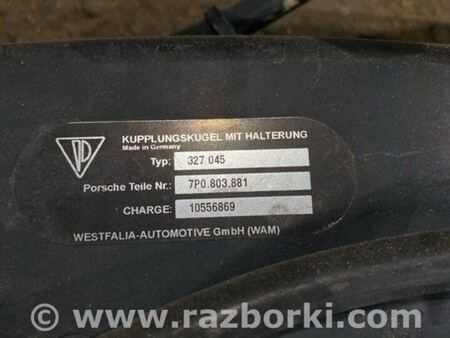 KUPPLUNGSKUGEL MIT HALTERUNG
Made in Germany
Typ: 327 045
Porsche Teile Nr.: 7P0.803.881
CHARGE: 10556869
WESTFALIA-AUTOMOTIVE GmbH (WAM)
© www.razborki.com